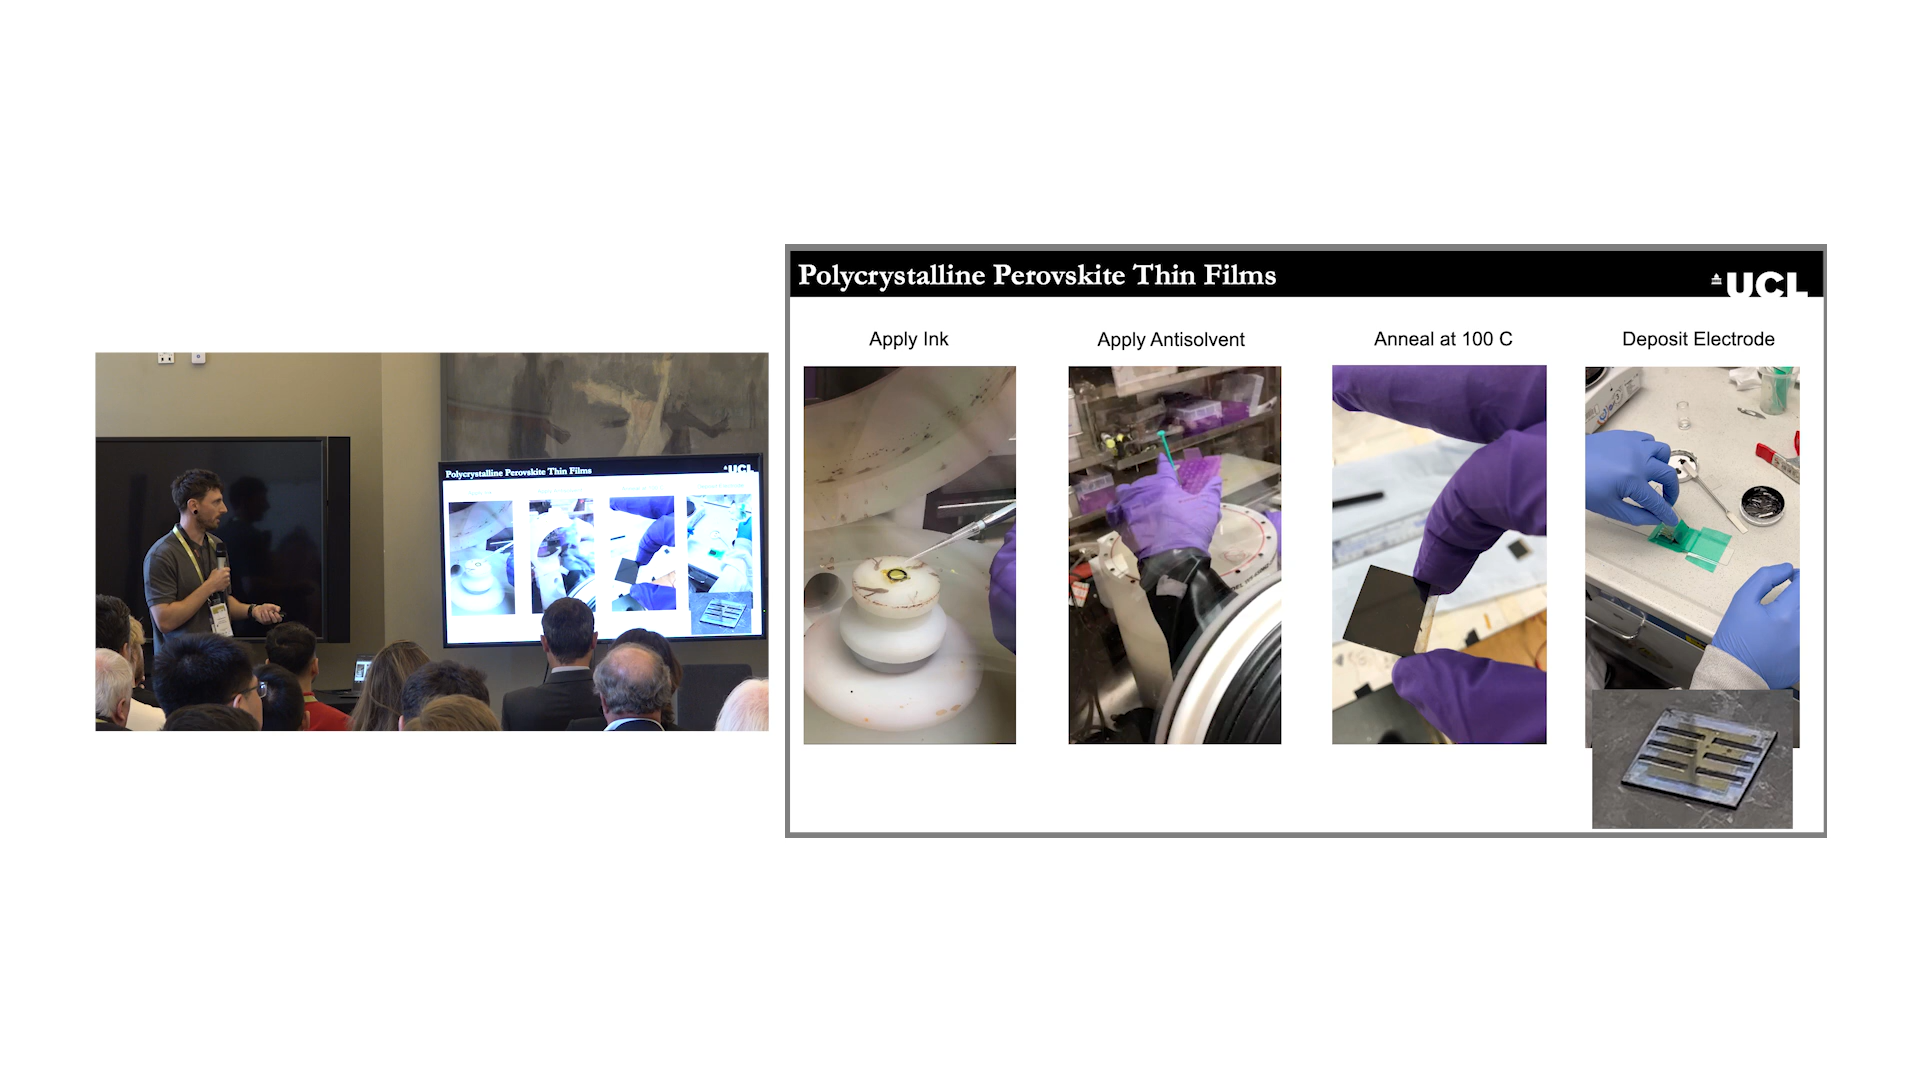 Polycrystalline Perovskite Thin Films
UCL
Apply Ink
Apply Antisolvent
Anneal at 100 C
Deposit Electrode
Polycrystalline Perovskite Thin Films
UCL